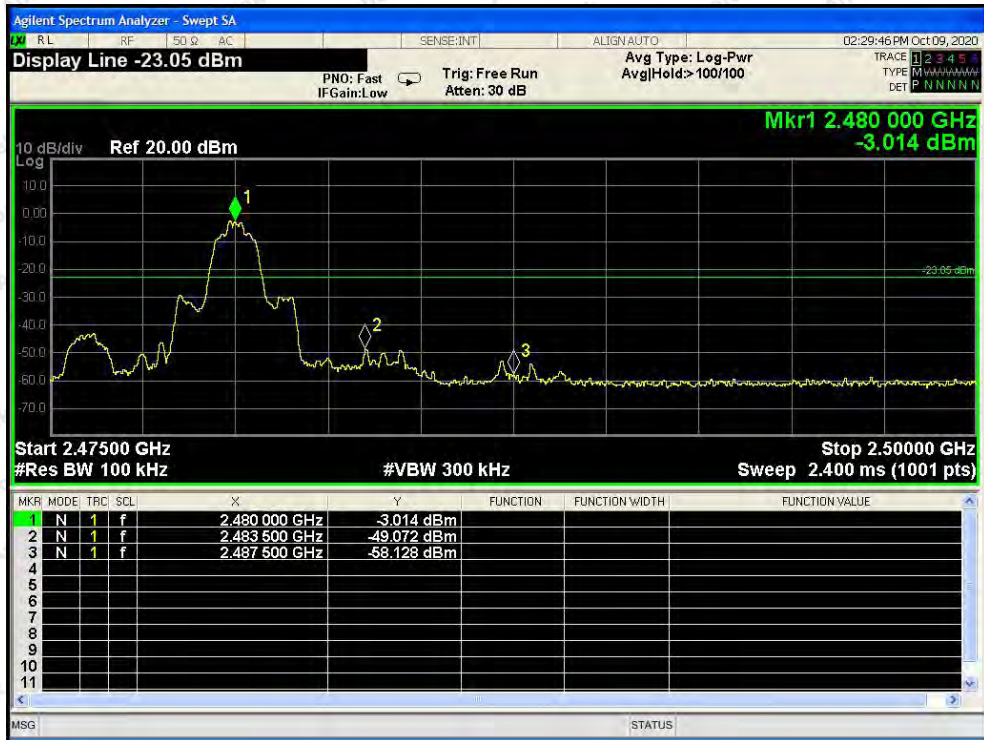 Agilent Spectrum Analyzer - Swept SA
LXI RL RF 50 Ω AC SENSE:INT ALIGN AUTO 02:29:46 PM Oct 09, 2020
Display Line -23.05 dBm
Avg Type: Log-Pwr TRACE 1 2 3 4 5 6
PNO: Fast Trig: Free Run Avg|Hold:> 100/100 TYPE M
IFGain:Low Atten: 30 dB DET P N N N N N
Mkr1 2.480 000 GHz
10 dB/div Ref 20.00 dBm -3.014 dBm
Log
10.0
1
0.00
-10.0
-20.0
-23.05 dBm
-30.0
-40.0
2
-50.0
3
-60.0
-70.0
Start 2.47500 GHz Stop 2.50000 GHz
#Res BW 100 kHz #VBW 300 kHz Sweep 2.400 ms (1001 pts)
MKR MODE TRC SCL X Y FUNCTION FUNCTION WIDTH FUNCTION VALUE
1 N 1 f 2.480 000 GHz -3.014 dBm
2 N 1 f 2.483 500 GHz -49.072 dBm
3 N 1 f 2.487 500 GHz -58.128 dBm
4
5
6
7
8
9
10
11
MSG STATUS